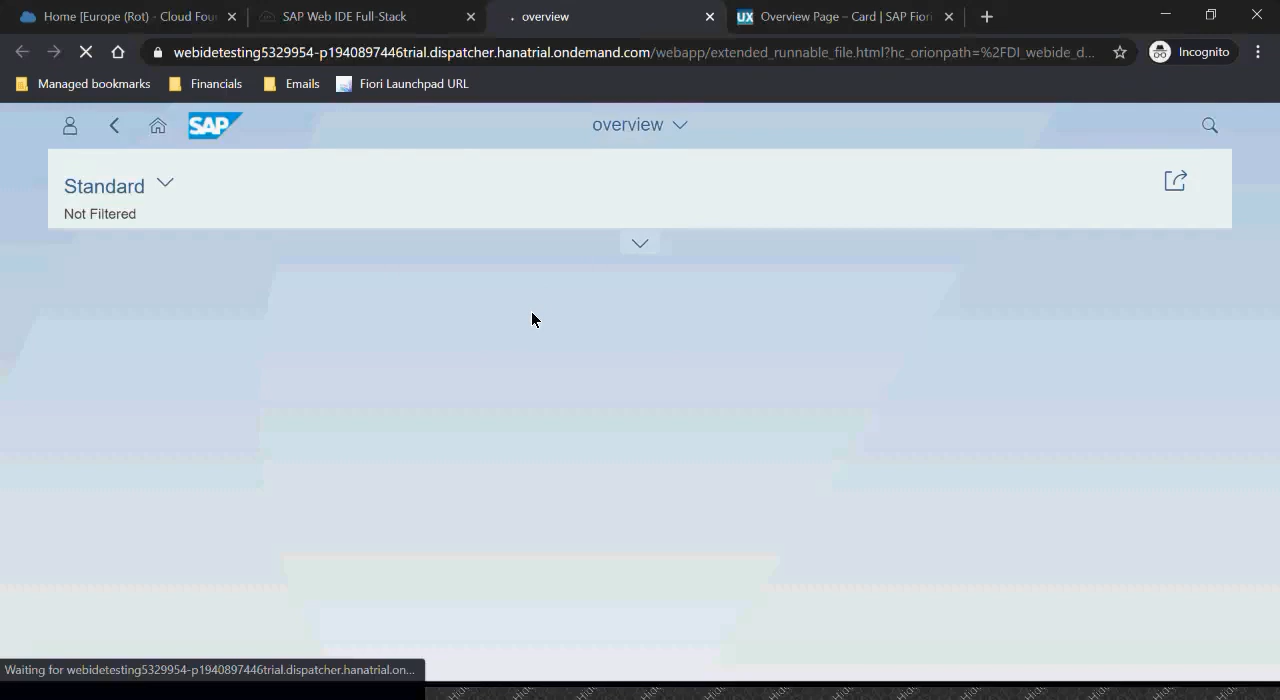 Home [Europe (Rot) - Cloud Fou
SAP Web IDE Full-Stack
overview
UX Overview Page – Card | SAP Fiori
webidetesting5329954-p1940897446trial.dispatcher.hanatrial.ondemand.com/webapp/extended_runnable_file.html?hc_orionpath=%2FDI_webide_d...
Incognito
Managed bookmarks
Financials
Emails
Fiori Launchpad URL
SAP
overview
Standard
Not Filtered
Waiting for webidetesting5329954-p1940897446trial.dispatcher.hanatrial.on...